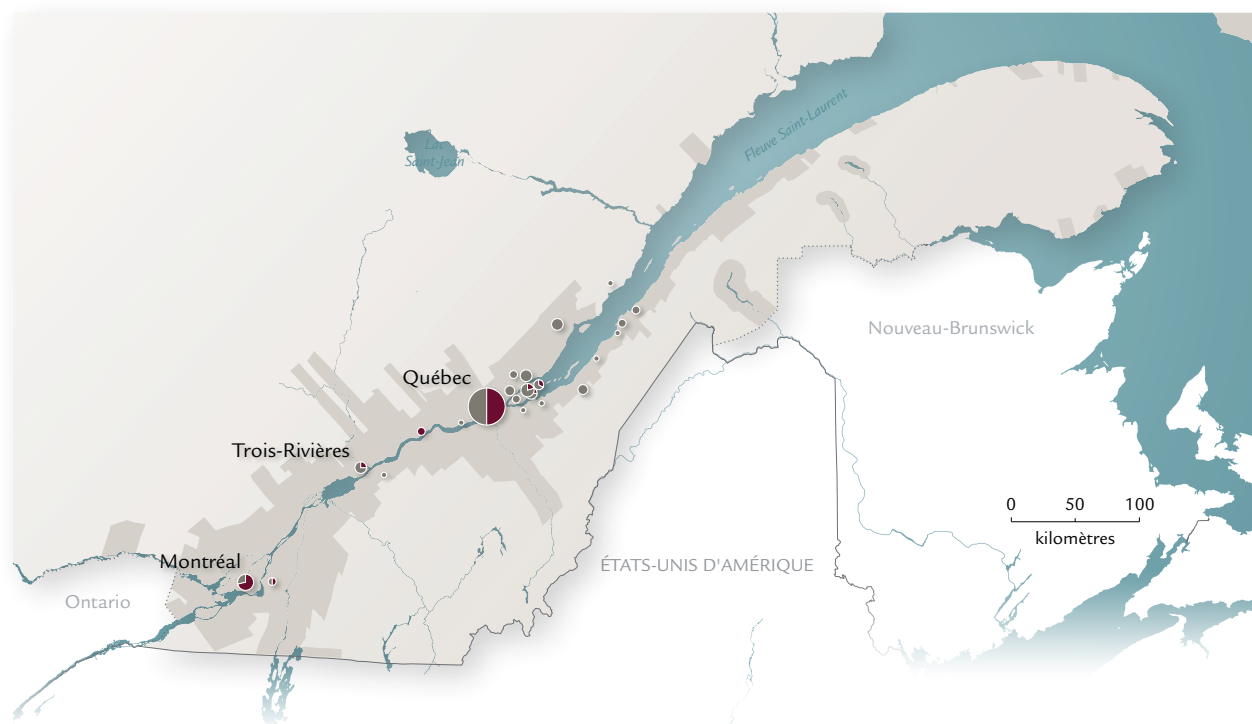 Fleuve Saint-Laurent
Lac
Saint-Jean
Nouveau-Brunswick
Québec
Trois-Rivières
0 50 100
kilomètres
Montréal
ÉTATS-UNIS D'AMÉRIQUE
Ontario